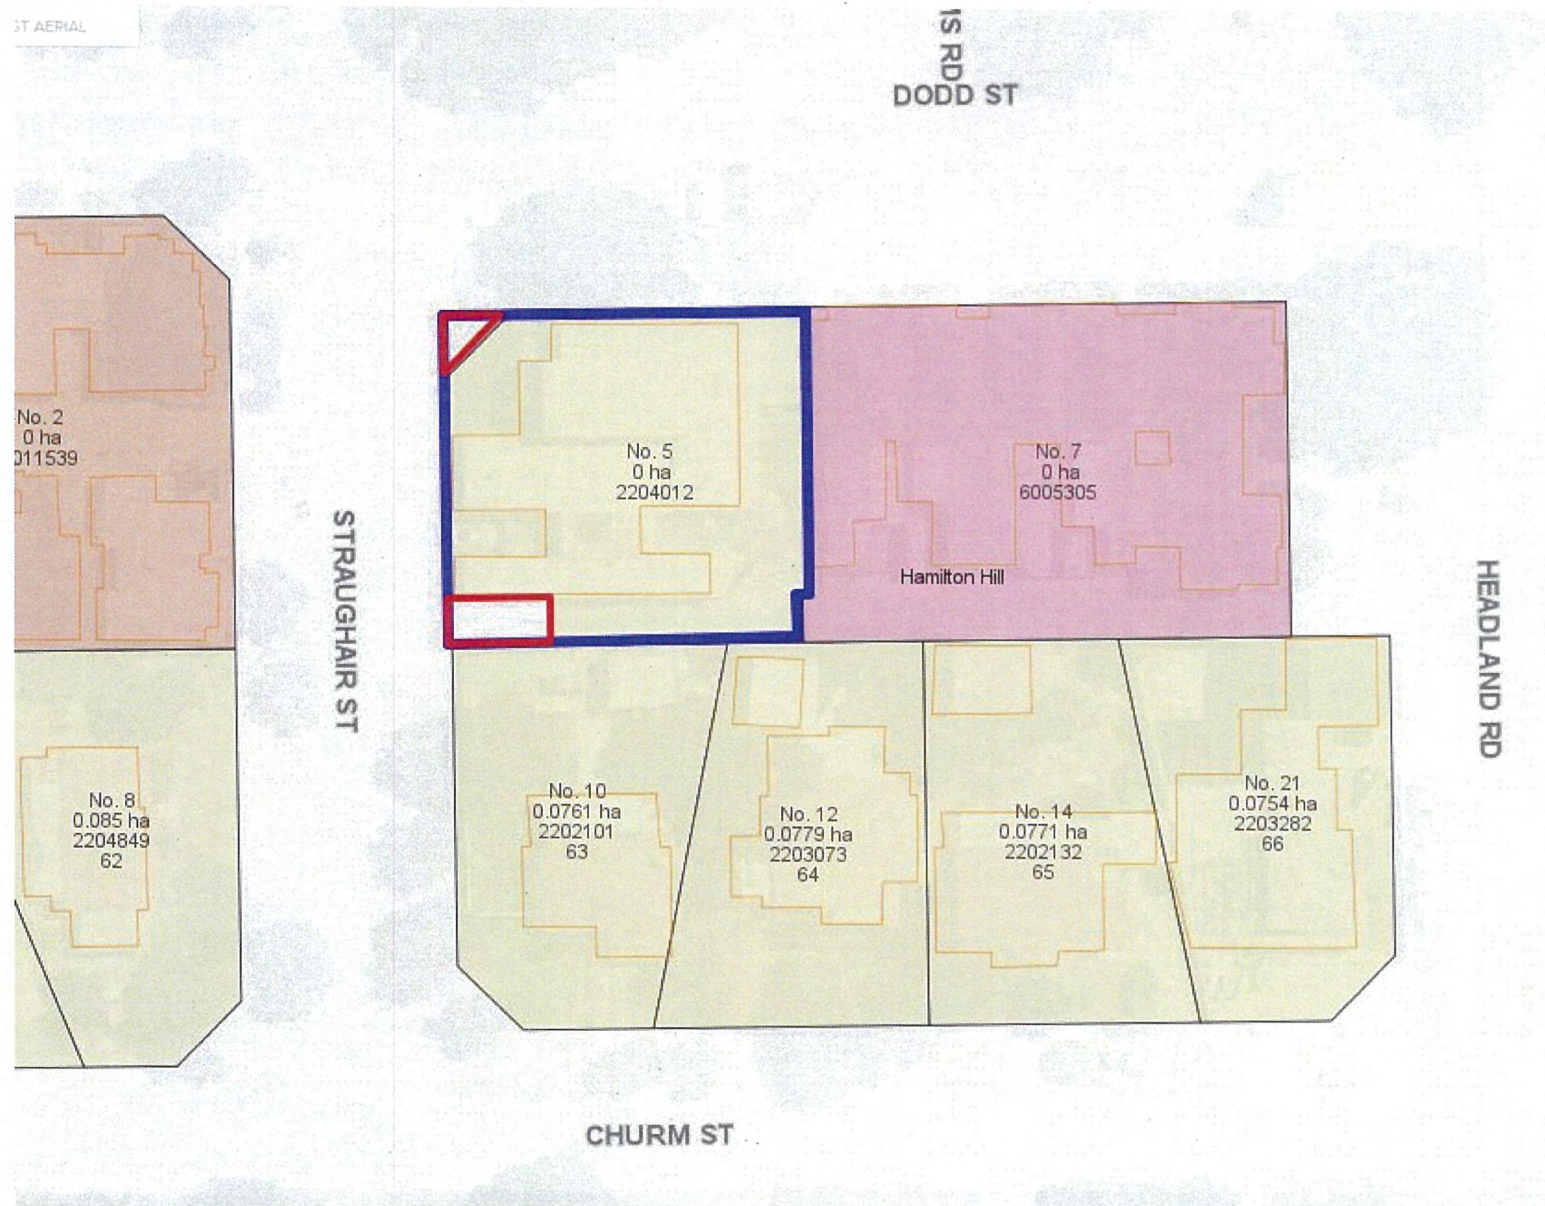 ST AERIAL
IS RD
DODD ST
No. 2
0 ha
011539
No. 5
0 ha
2204012
No. 7
0 ha
6005305
Hamilton Hill
STRAUGHAIR ST
HEADLAND RD
No. 8
0.085 ha
2204849
62
No. 10
0.0761 ha
2202101
63
No. 12
0.0779 ha
2203073
64
No. 14
0.0771 ha
2202132
65
No. 21
0.0754 ha
2203282
66
CHURM ST